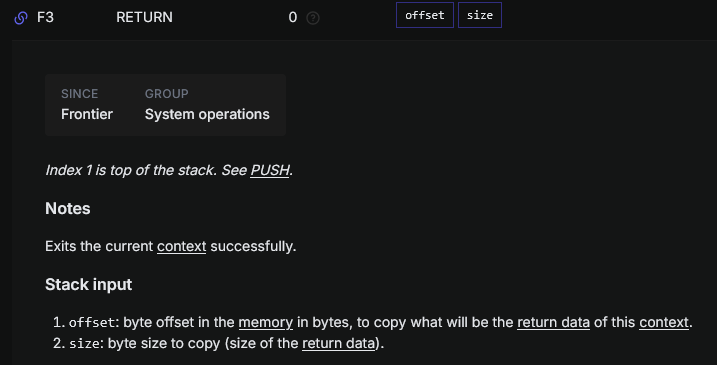 F3 RETURN 0 ? offset size
SINCE GROUP
Frontier System operations
Index 1 is top of the stack. See PUSH.
Notes
Exits the current context successfully.
Stack input
1. offset: byte offset in the memory in bytes, to copy what will be the return data of this context.
2. size: byte size to copy (size of the return data).